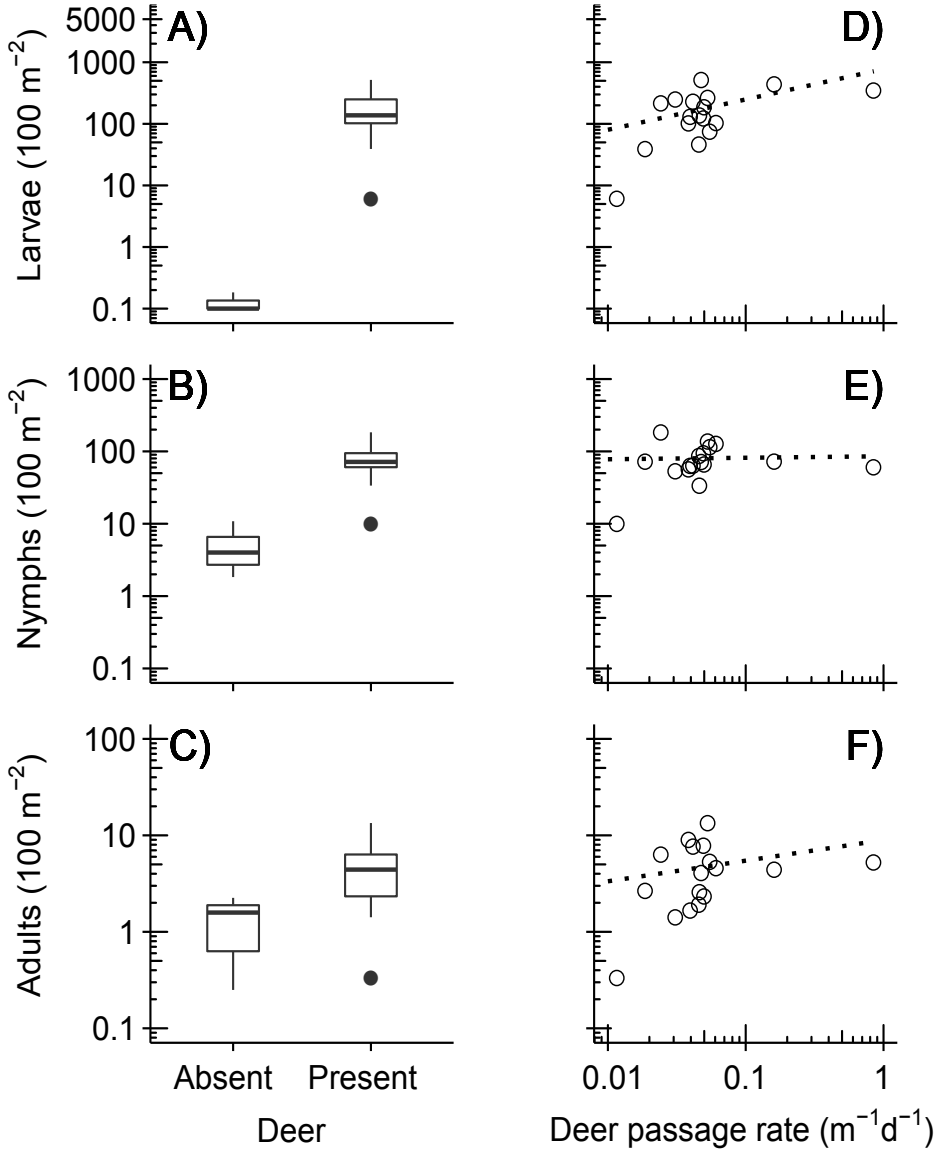 A)
Larvae (100 m⁻²)
5000
1000
100
10
1
0.1
D)
B)
Nymphs (100 m⁻²)
1000
100
10
1
0.1
E)
C)
Adults (100 m⁻²)
100
10
1
0.1
F)
Absent Present
Deer
0.01 0.1 1
Deer passage rate (m⁻¹d⁻¹)